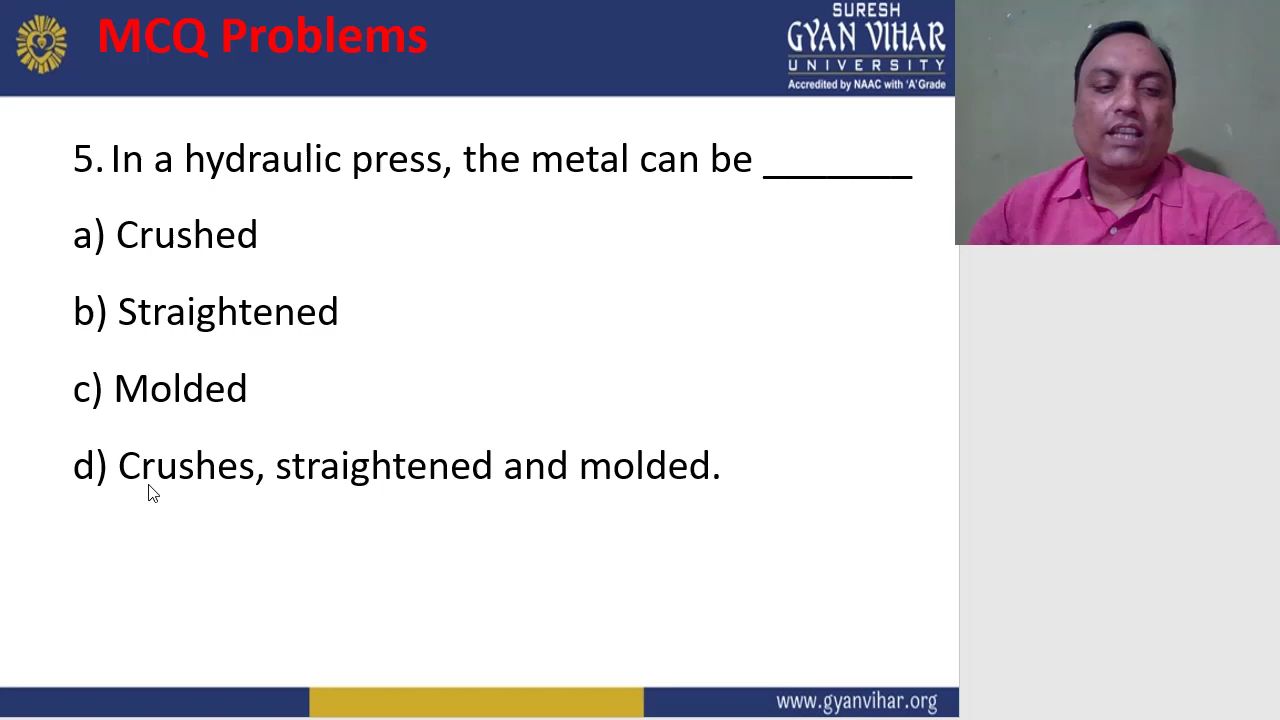 MCQ Problems
SURESH
GYAN VIHAR
UNIVERSITY
Accredited by NAAC with 'A'Grade
5. In a hydraulic press, the metal can be ________
a) Crushed
b) Straightened
c) Molded
d) Crushes, straightened and molded.
www.gyanvihar.org